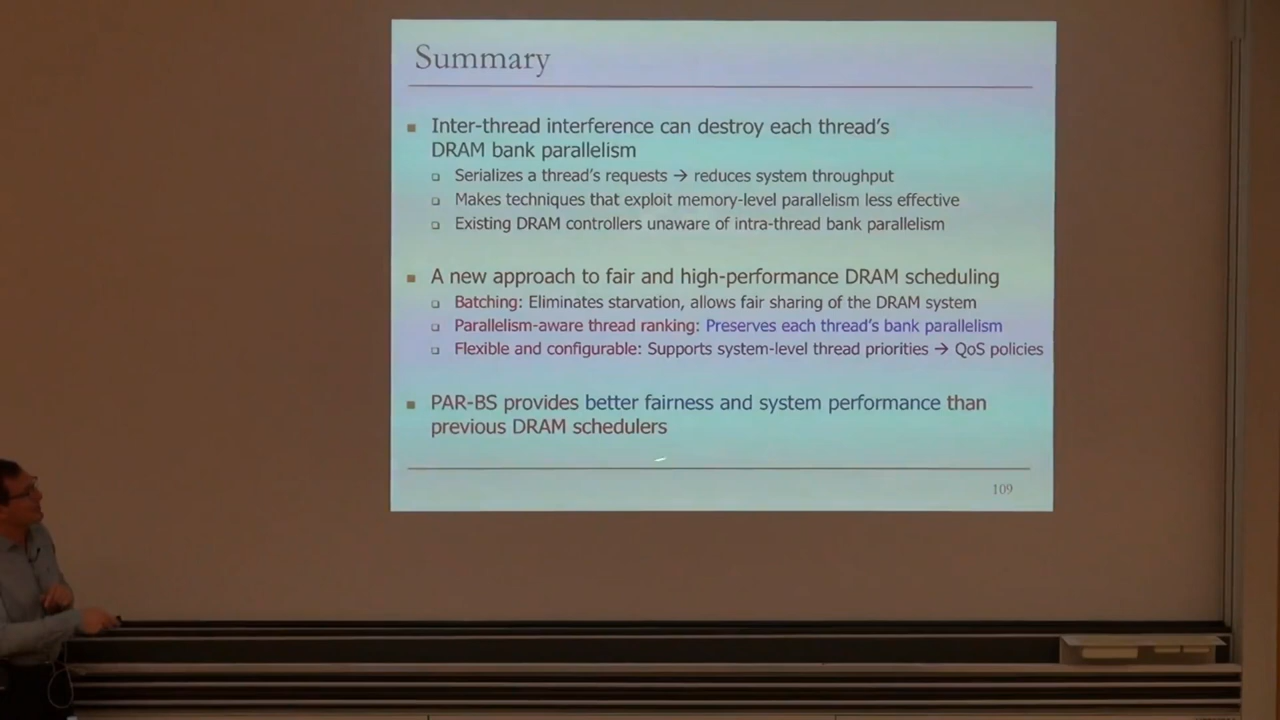 Summary
Inter-thread interference can destroy each thread's
DRAM bank parallelism
Serializes a thread's requests → reduces system throughput
Makes techniques that exploit memory-level parallelism less effective
Existing DRAM controllers unaware of intra-thread bank parallelism
A new approach to fair and high-performance DRAM scheduling
Batching: Eliminates starvation, allows fair sharing of the DRAM system
Parallelism-aware thread ranking: Preserves each thread's bank parallelism
Flexible and configurable: Supports system-level thread priorities → QoS policies
PAR-BS provides better fairness and system performance than
previous DRAM schedulers
109